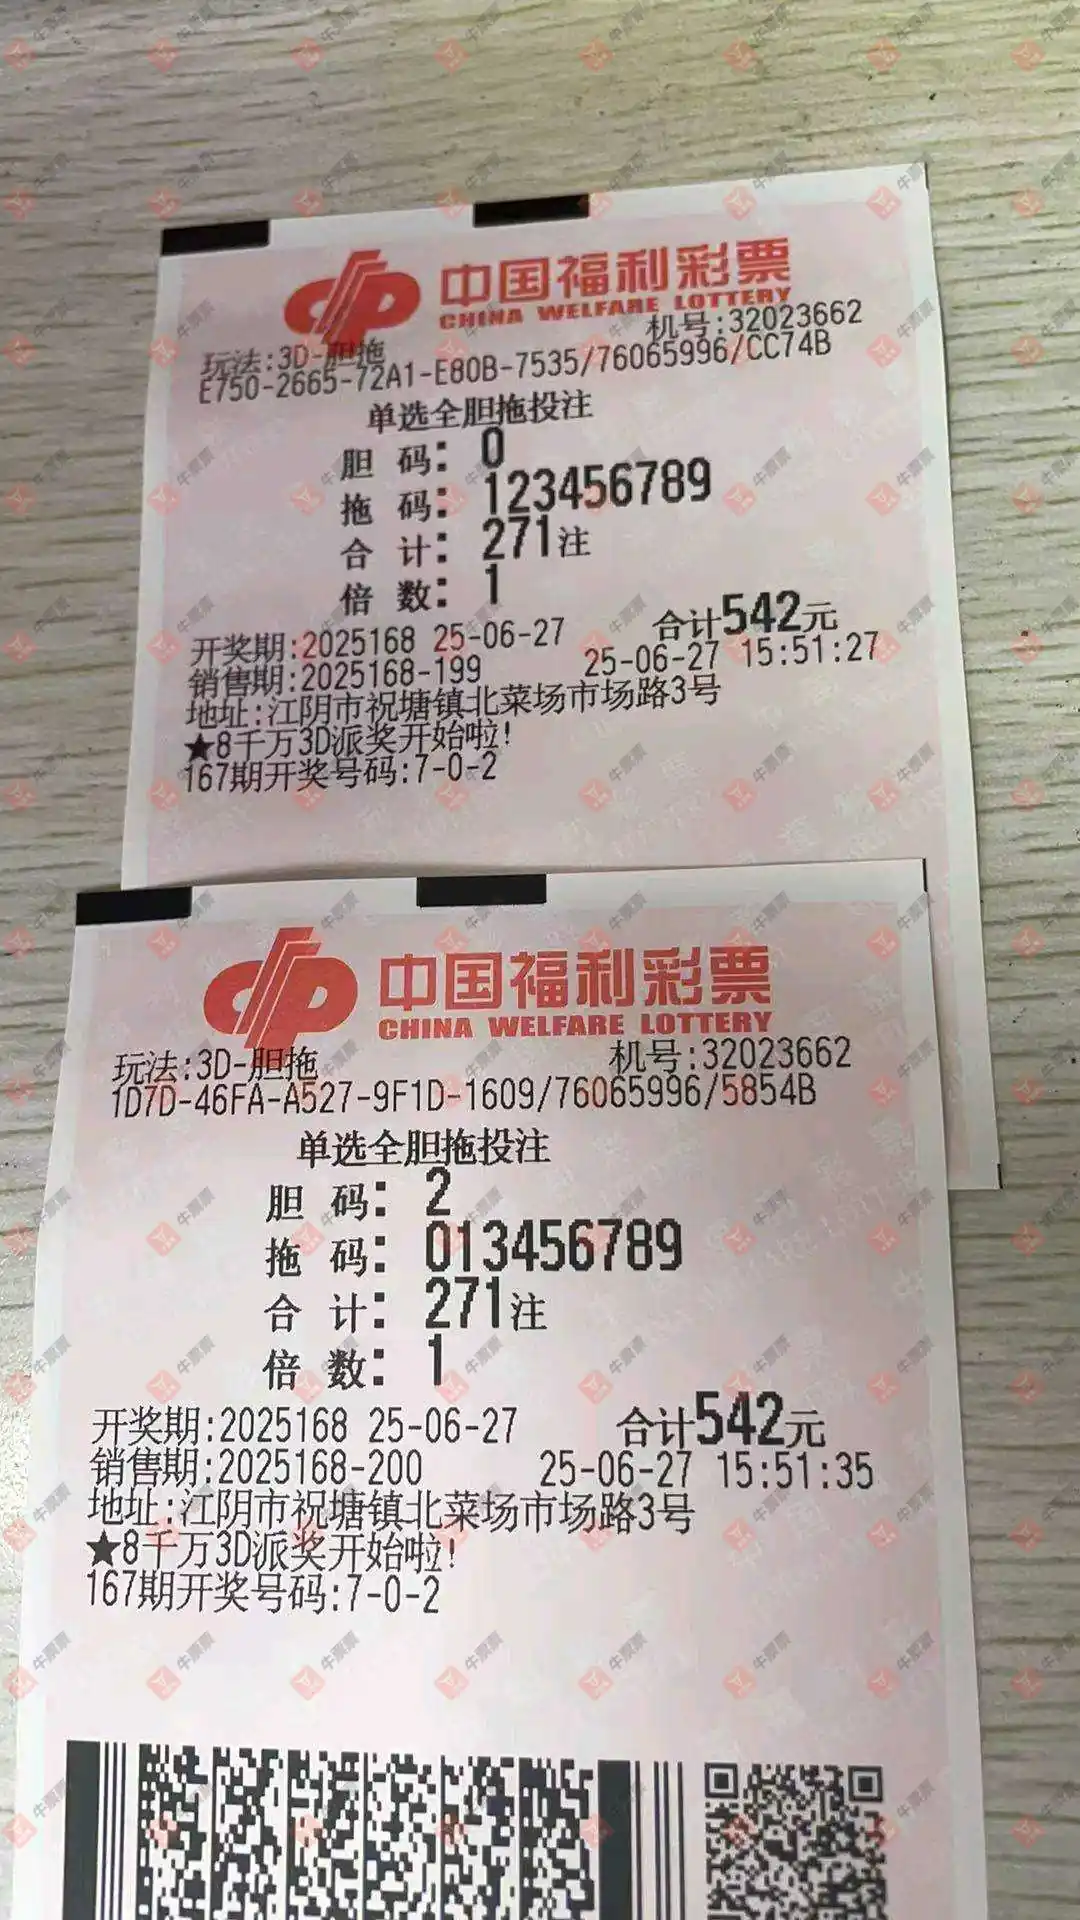 中国福利彩票
CHINA WELFARE LOTTERY
机号:32023662
玩法:3D-胆拖
E750-2665-72A1-E80B-7535/76065996/CC74B
单选全胆拖投注
胆 码: 0
拖 码: 123456789
合 计: 271注
倍 数: 1
合计542元
开奖期:2025168 25-06-27
销售期:2025168-199 25-06-27 15:51:27
地址:江阴市祝塘镇北菜场市场路3号
★8千万3D派奖开始啦!
167期开奖号码:7-0-2
中国福利彩票
CHINA WELFARE LOTTERY
玩法:3D-胆拖 机号:32023662
1D7D-46FA-A527-9F1D-1609/76065996/5854B
单选全胆拖投注
胆 码: 2
拖 码: 013456789
合 计: 271注
倍 数: 1
开奖期:2025168 25-06-27 合计542元
销售期:2025168-200 25-06-27 15:51:35
地址:江阴市祝塘镇北菜场市场路3号
★8千万3D派奖开始啦!
167期开奖号码:7-0-2